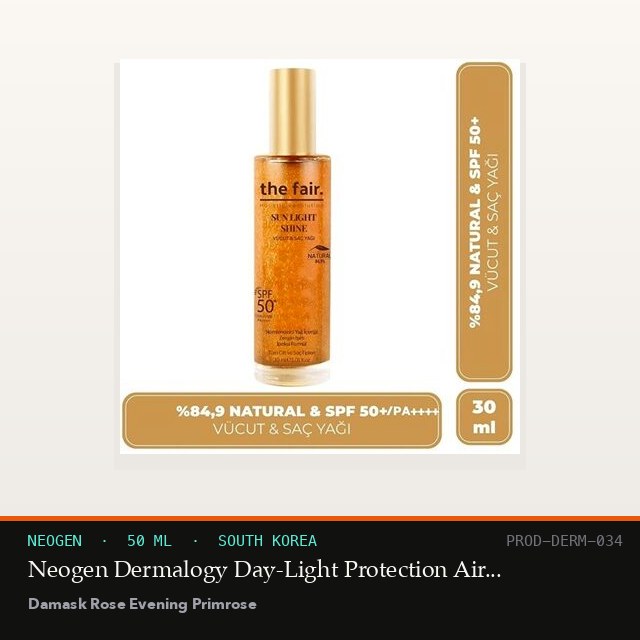 the fair.
SUN LIGHT
SHINE
VÜCUT & SAÇ YAĞI
NATURAL
SPF
50+
%84,9 NATURAL & SPF 50+
VÜCUT & SAÇ YAĞI
%84,9 NATURAL & SPF 50+/PA++++
VÜCUT & SAÇ YAĞI
30
ml
NEOGEN · 50 ML · SOUTH KOREA
PROD–DERM–034
Neogen Dermalogy Day-Light Protection Air...
Damask Rose Evening Primrose